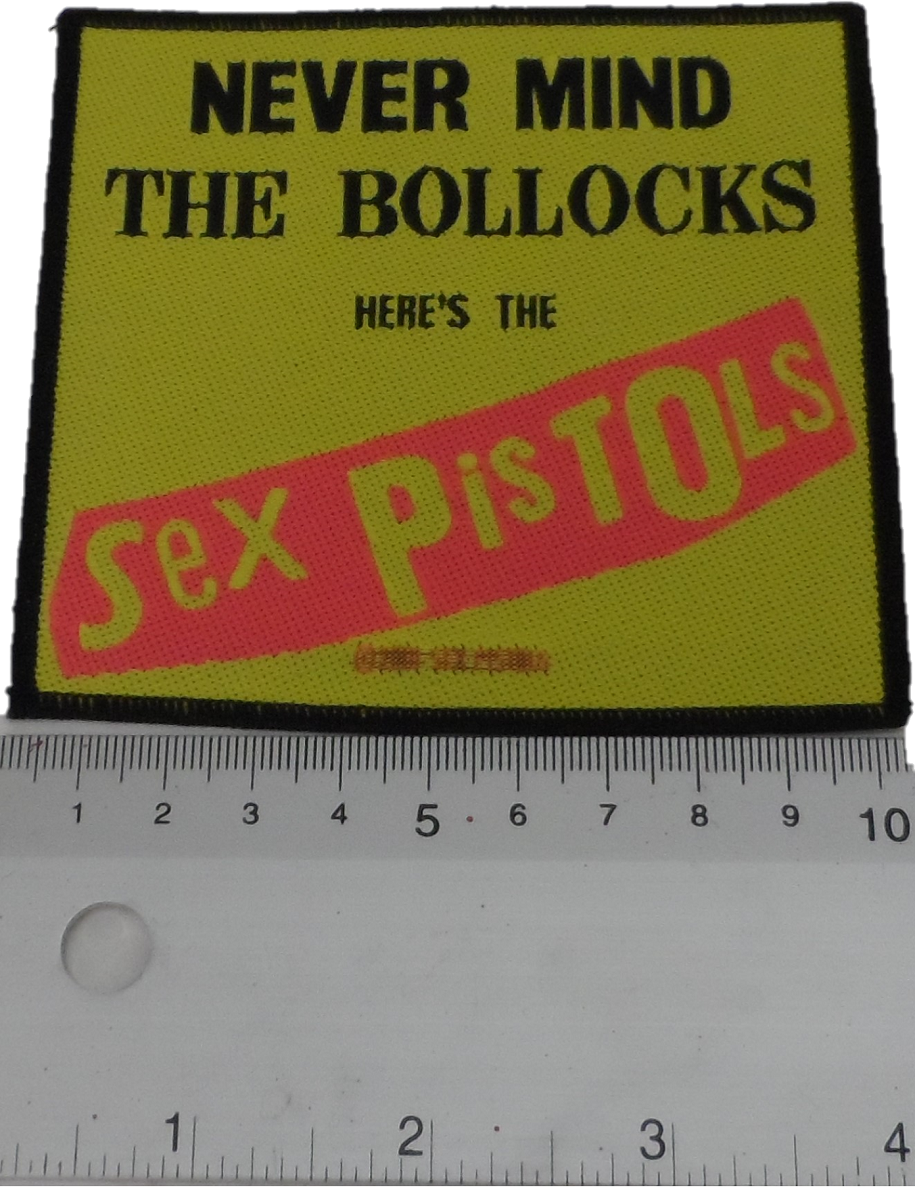 NEVER MIND
THE BOLLOCKS
HERE'S THE
Sex PiSTOLS
1 2 3 4 5 6 7 8 9 10
1 2 3 4